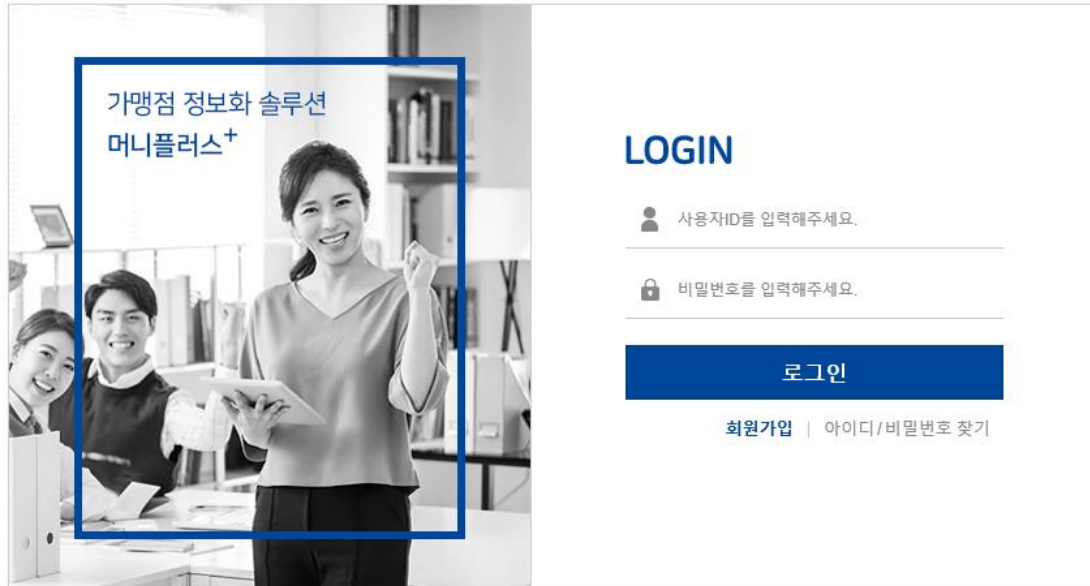 가맹점 정보화 솔루션
머니플러스+
LOGIN
사용자ID를 입력해주세요.
비밀번호를 입력해주세요.
로그인
회원가입 | 아이디/비밀번호 찾기